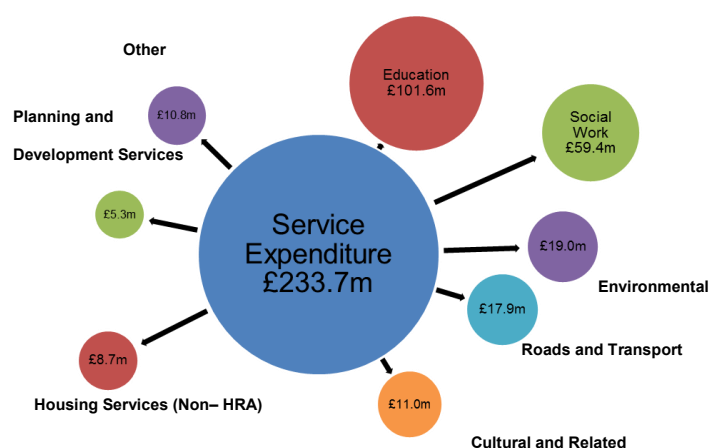 Other
Education
£101.6m
£10.8m
Planning and
Social
Work
£59.4m
Development Services
£5.3m
Service
Expenditure
£233.7m
£19.0m
Environmental
£17.9m
Roads and Transport
£8.7m
Housing Services (Non– HRA)
£11.0m
Cultural and Related